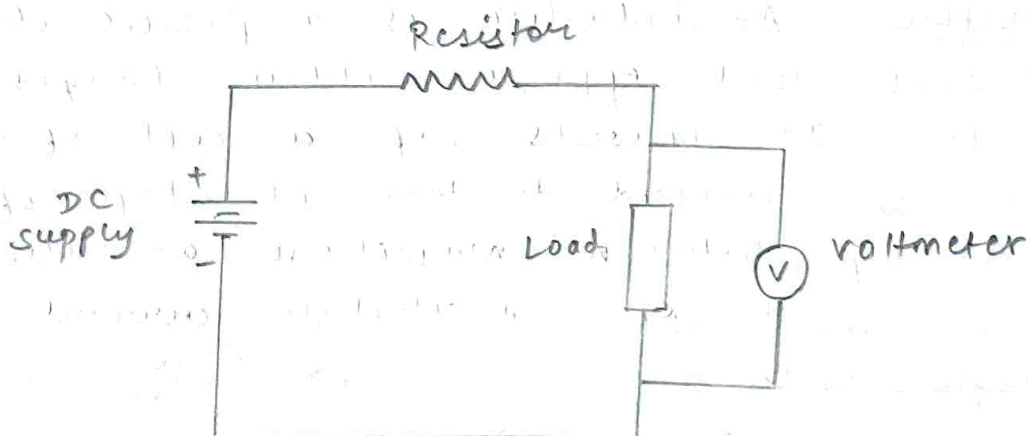 Resistor
+
DC
supply
-
Load
V
voltmeter